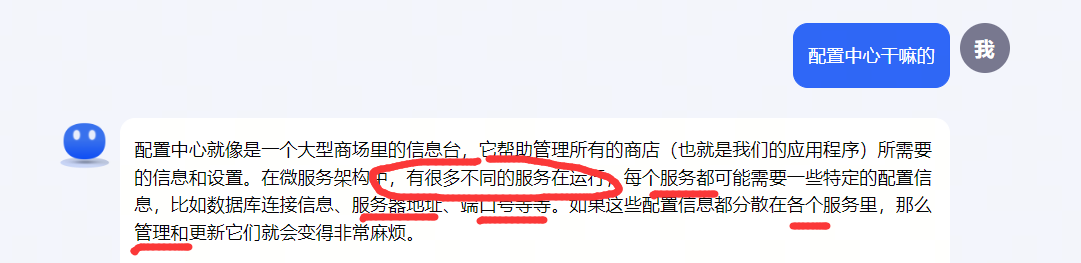 配置中心干嘛的
我
配置中心就像是一个大型商场里的信息台，它帮助管理所有的商店（也就是我们的应用程序）所需要
的信息和设置。在微服务架构中，有很多不同的服务在运行，每个服务都可能需要一些特定的配置信
息，比如数据库连接信息、服务器地址、端口号等等。如果这些配置信息都分散在各个服务里，那么
管理和更新它们就会变得非常麻烦。